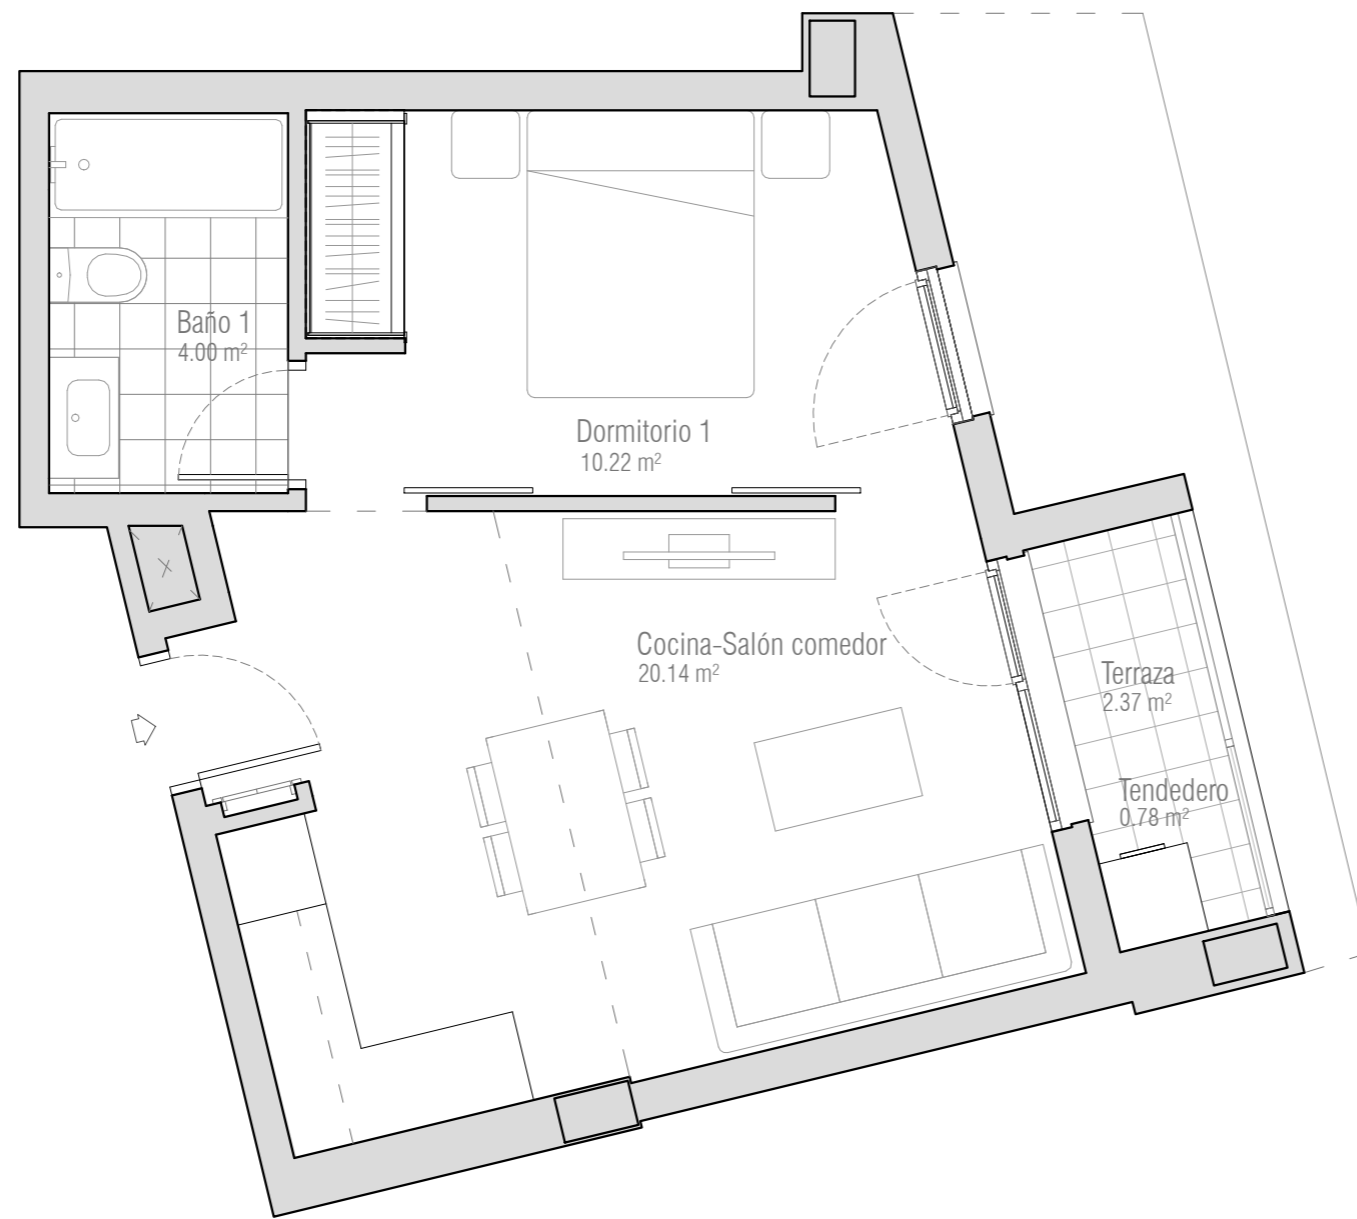 Baño 1
4.00 m²
Dormitorio 1
10.22 m²
Cocina-Salón comedor
20.14 m²
Terraza
2.37 m²
Tendedero
0.78 m²